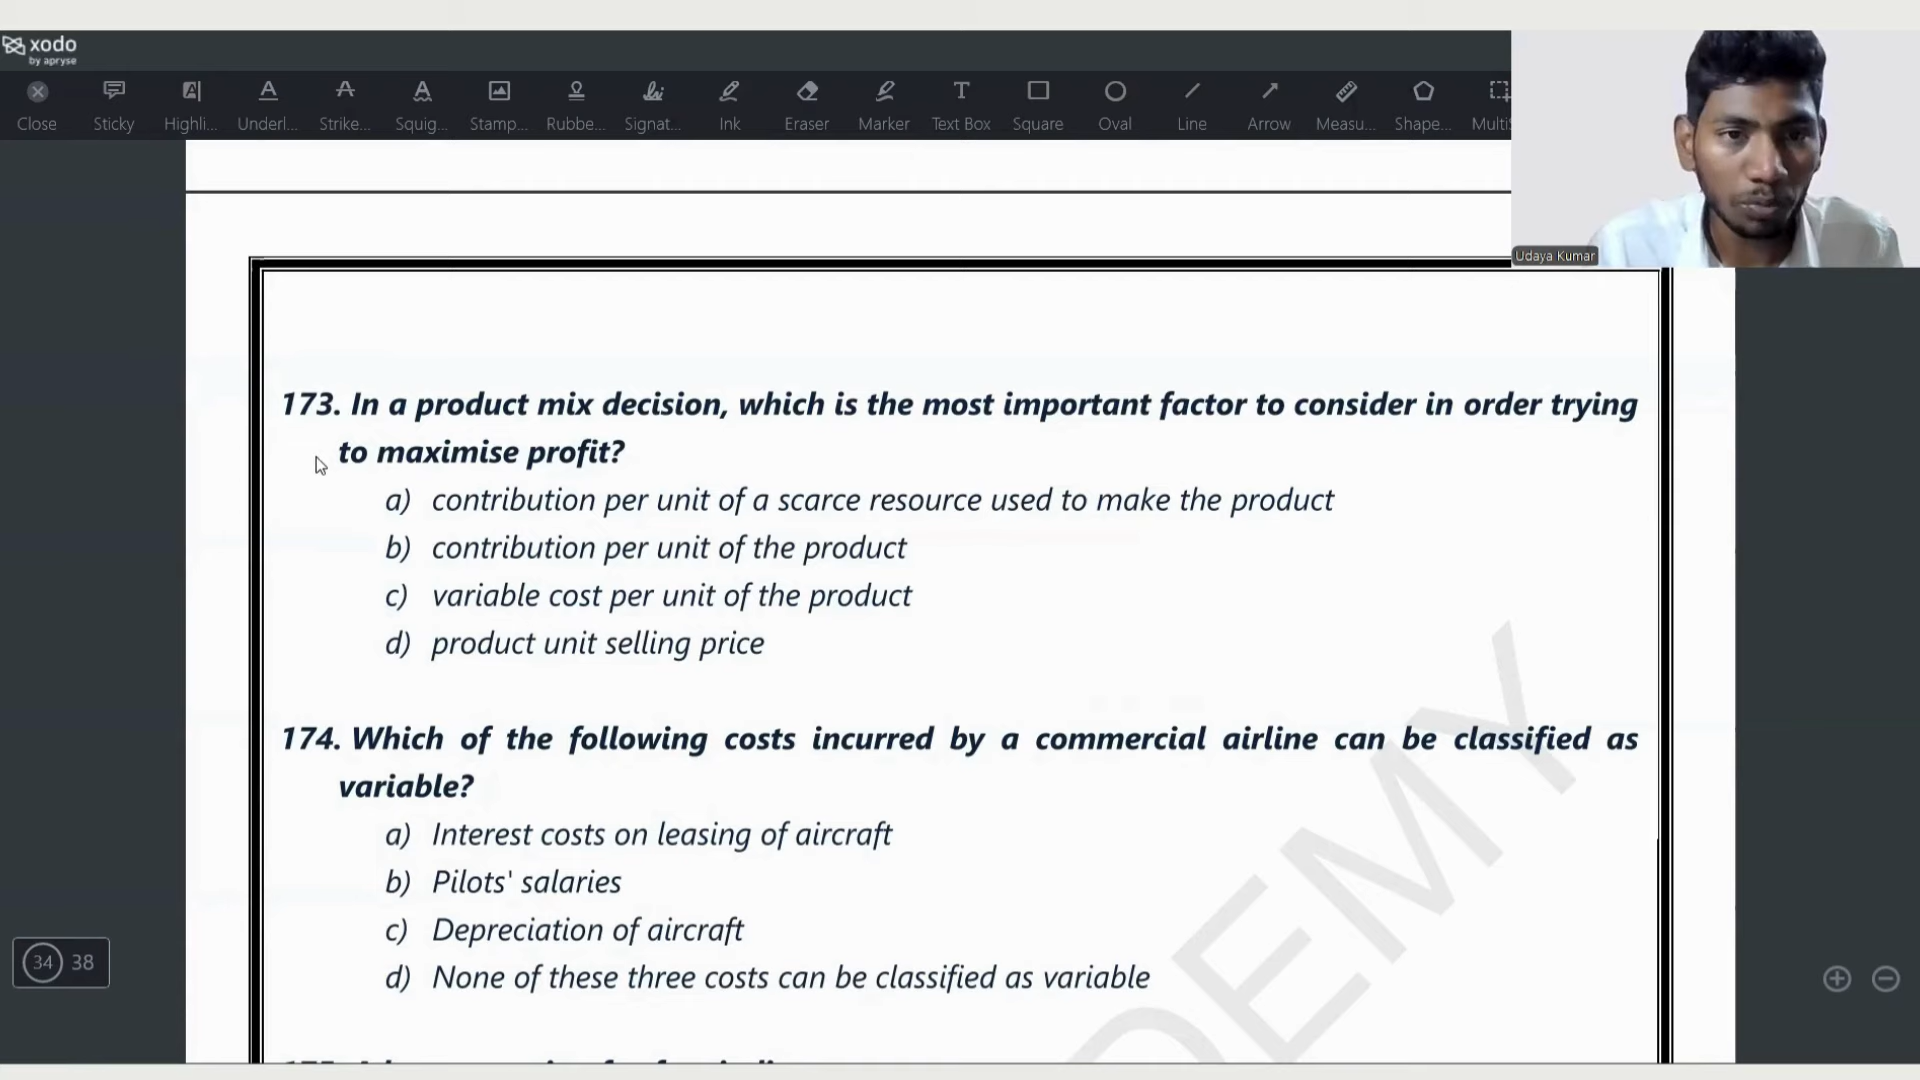 xodo
by apryse
Close Sticky Highli... Underl... Strike... Squig... Stamp... Rubbe... Signat... Ink Eraser Marker Text Box Square Oval Line Arrow Measu... Shape... MultiS
Udaya Kumar
173. In a product mix decision, which is the most important factor to consider in order trying
to maximise profit?
a) contribution per unit of a scarce resource used to make the product
b) contribution per unit of the product
c) variable cost per unit of the product
d) product unit selling price
174. Which of the following costs incurred by a commercial airline can be classified as
variable?
a) Interest costs on leasing of aircraft
b) Pilots' salaries
c) Depreciation of aircraft
d) None of these three costs can be classified as variable
DEMY
34 38